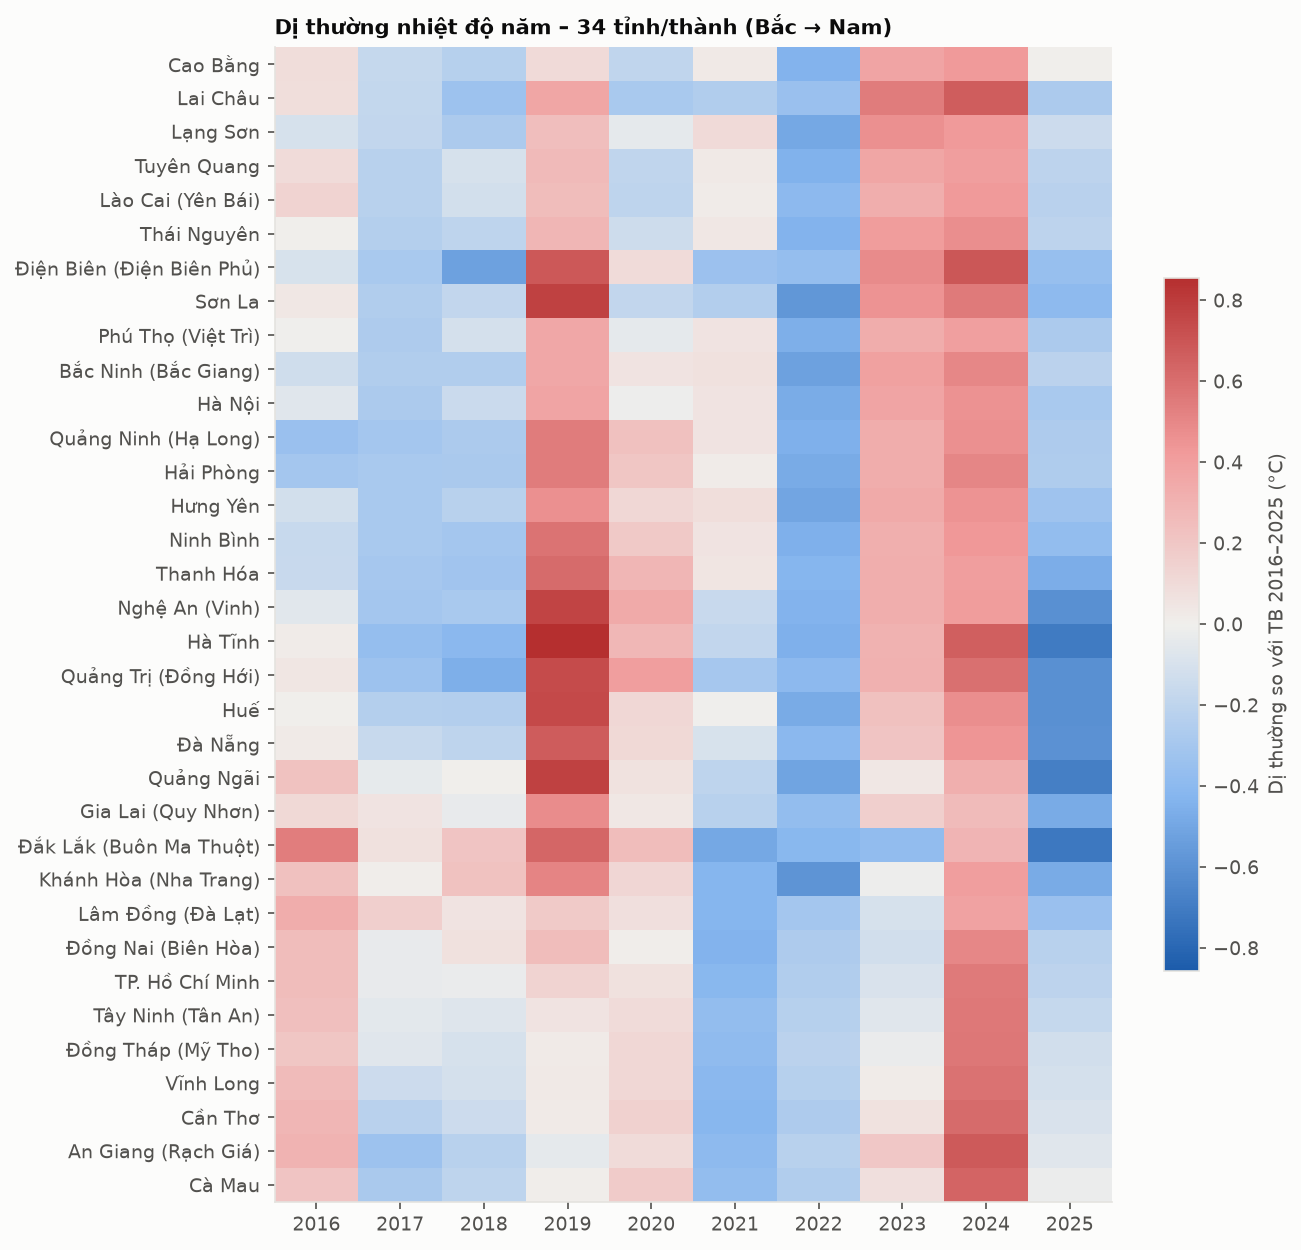 Dị thường nhiệt độ năm – 34 tỉnh/thành (Bắc → Nam)
Cao Bằng
Lai Châu
Lạng Sơn
Tuyên Quang
Lào Cai (Yên Bái)
Thái Nguyên
Điện Biên (Điện Biên Phủ)
Sơn La
Phú Thọ (Việt Trì)
Bắc Ninh (Bắc Giang)
Hà Nội
Quảng Ninh (Hạ Long)
Hải Phòng
Hưng Yên
Ninh Bình
Thanh Hóa
Nghệ An (Vinh)
Hà Tĩnh
Quảng Trị (Đồng Hới)
Huế
Đà Nẵng
Quảng Ngãi
Gia Lai (Quy Nhơn)
Đắk Lắk (Buôn Ma Thuột)
Khánh Hòa (Nha Trang)
Lâm Đồng (Đà Lạt)
Đồng Nai (Biên Hòa)
TP. Hồ Chí Minh
Tây Ninh (Tân An)
Đồng Tháp (Mỹ Tho)
Vĩnh Long
Cần Thơ
An Giang (Rạch Giá)
Cà Mau
2016 2017 2018 2019 2020 2021 2022 2023 2024 2025
0.8
0.6
0.4
0.2
0.0
−0.2
−0.4
−0.6
−0.8
Dị thường so với TB 2016–2025 (°C)